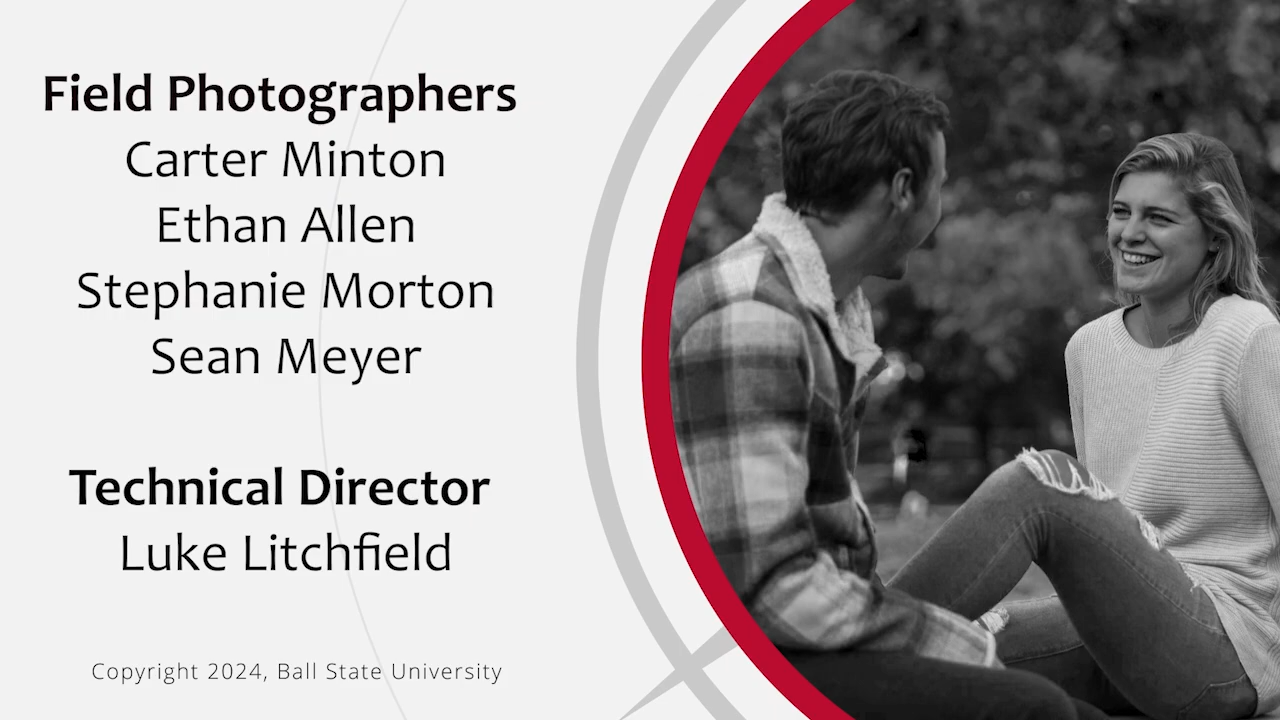 Field Photographers
Carter Minton
Ethan Allen
Stephanie Morton
Sean Meyer
Technical Director
Luke Litchfield
Copyright 2024, Ball State University